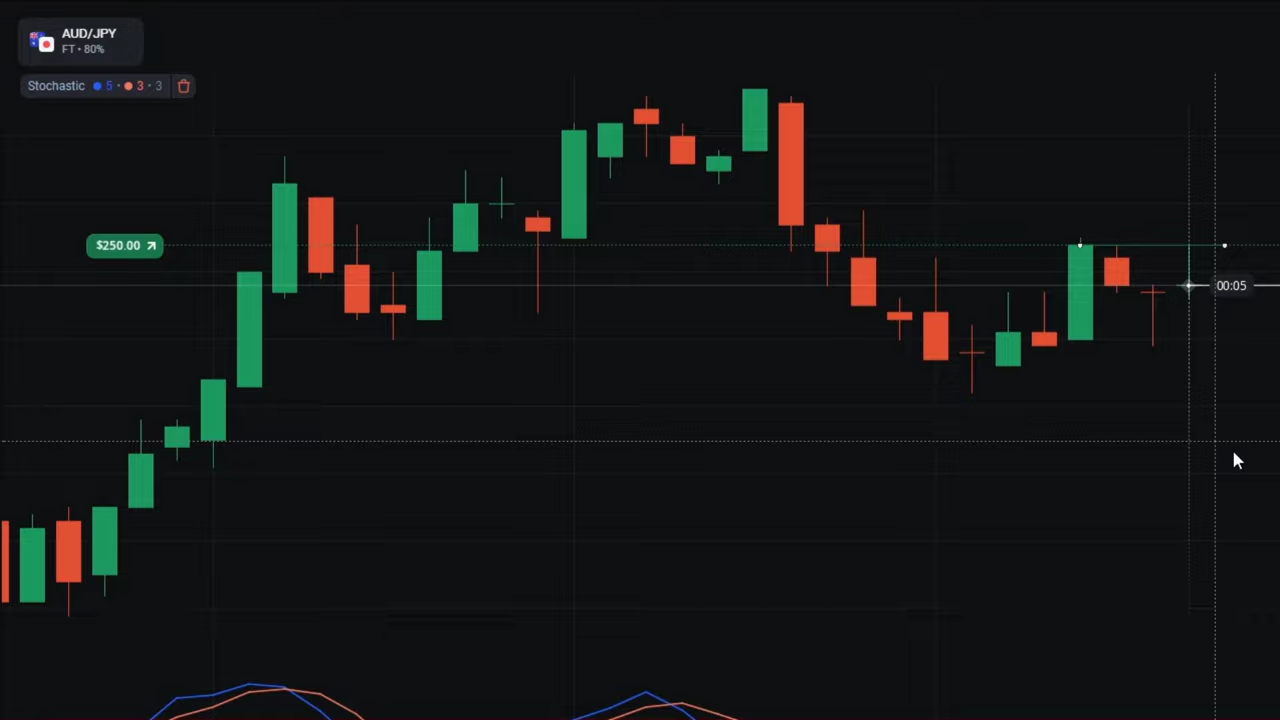 AUD/JPY
FT • 80%
Stochastic 5 • 3 • 3
$250.00
00:05